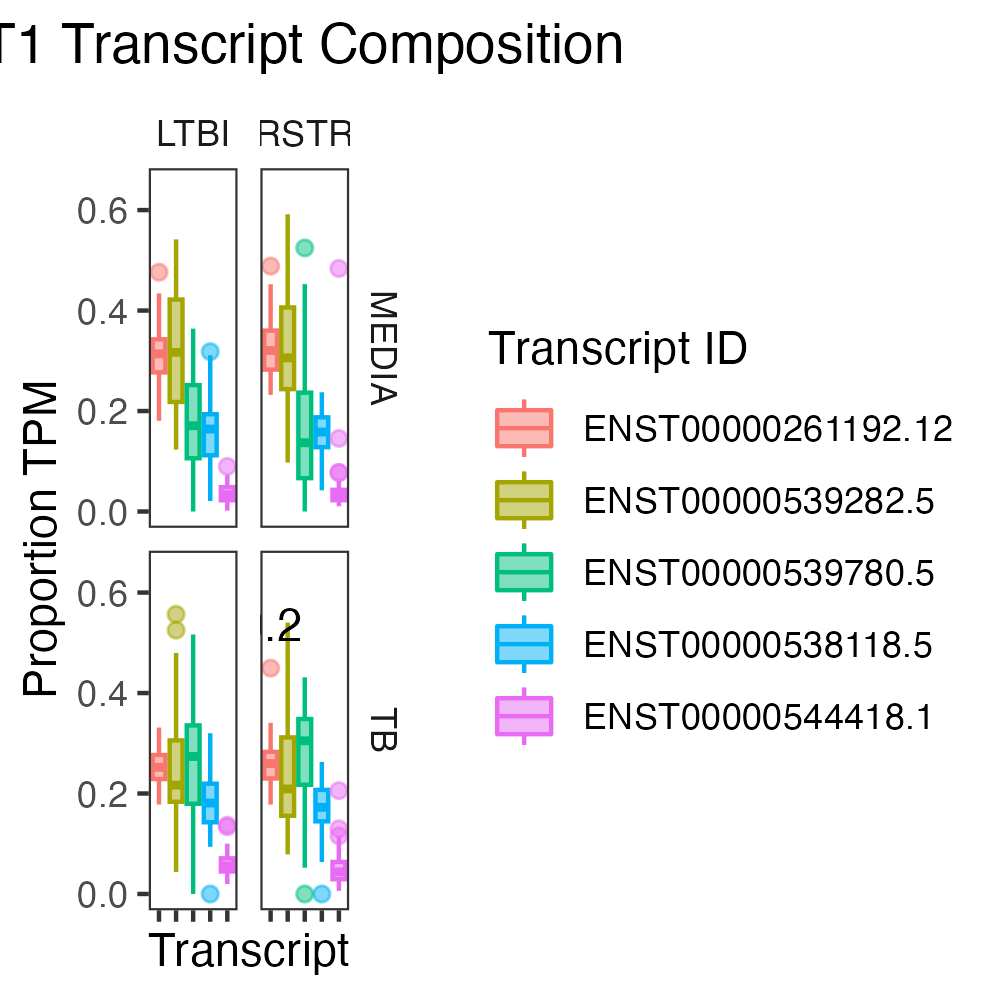 T1 Transcript Composition
LTBI
RSTR
0.6
0.4
0.2
0.0
MEDIA
0.6
0.4
0.2
0.0
.2
TB
Proportion TPM
Transcript
Transcript ID
ENST00000261192.12
ENST00000539282.5
ENST00000539780.5
ENST00000538118.5
ENST00000544418.1